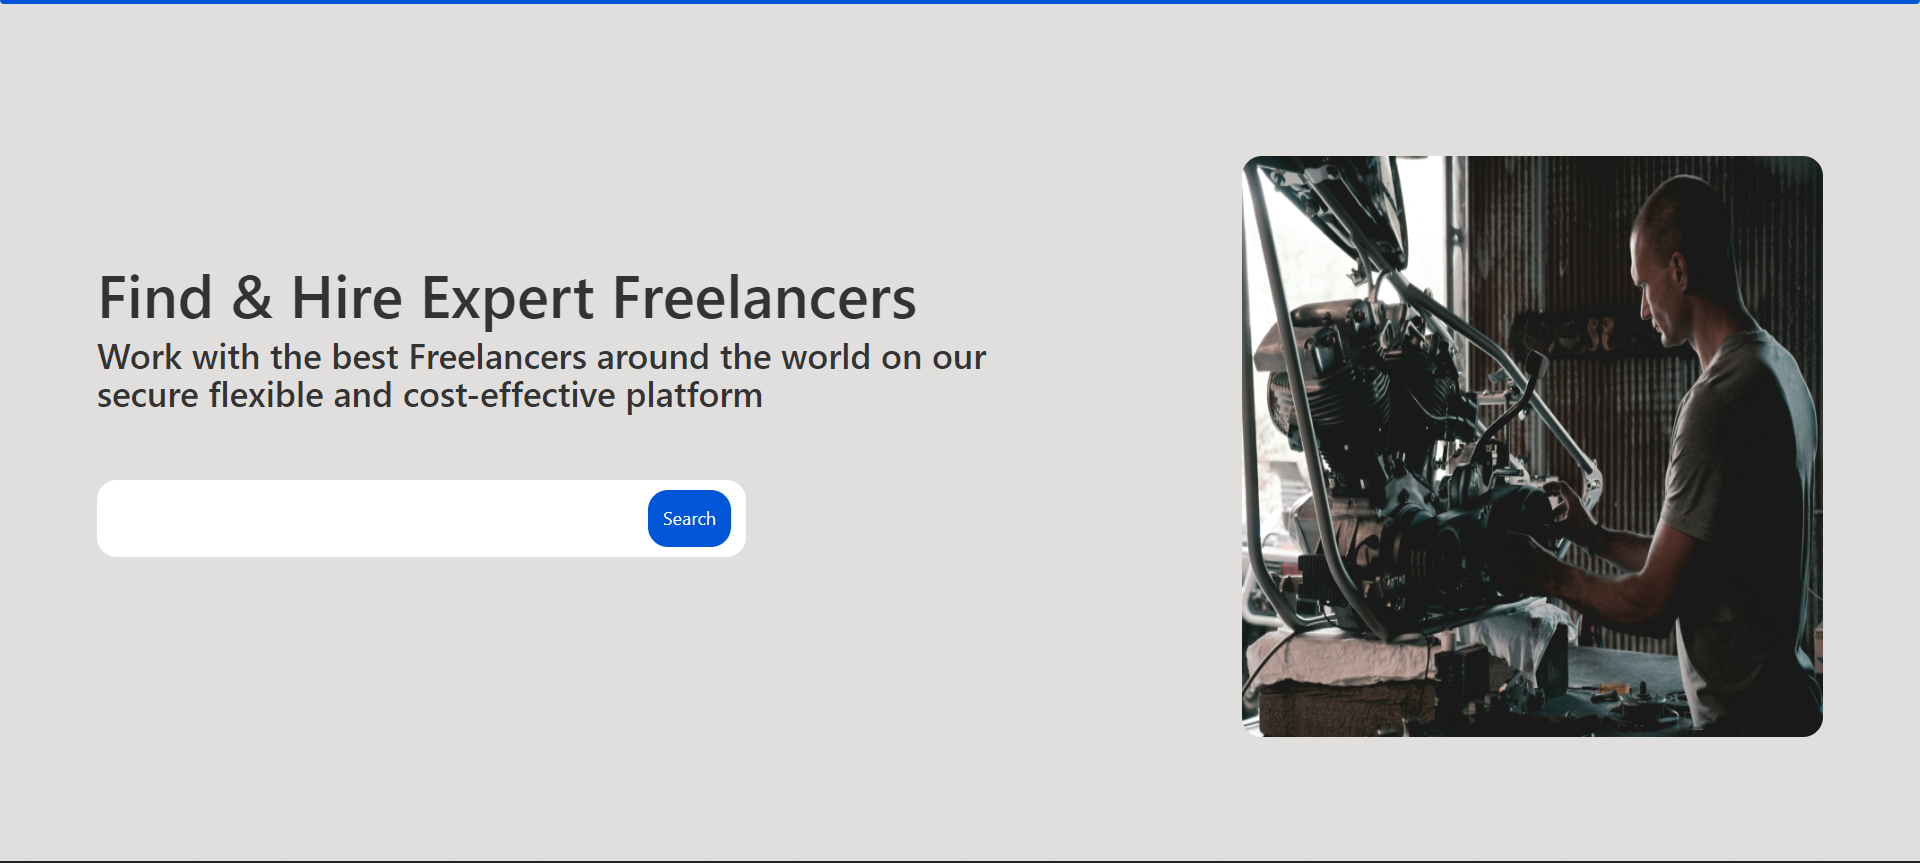 Find & Hire Expert Freelancers
Work with the best Freelancers around the world on our
secure flexible and cost-effective platform
Search